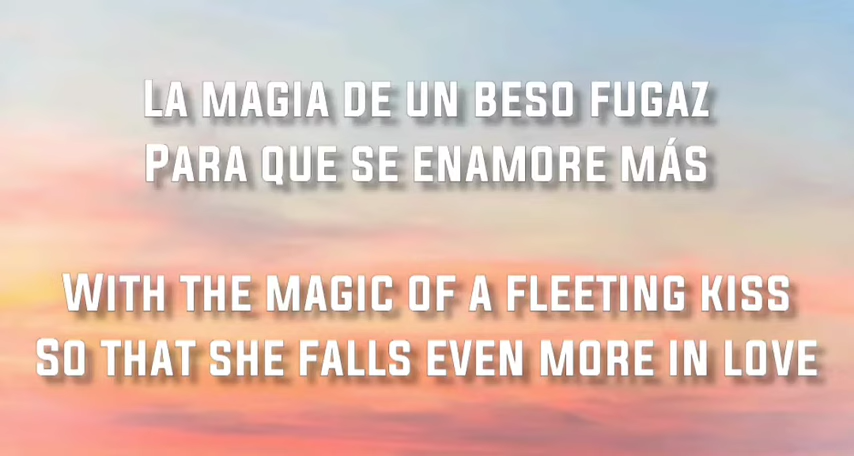 La magia de un beso fugaz
Para que se enamore más
With the magic of a fleeting kiss
So that she falls even more in love